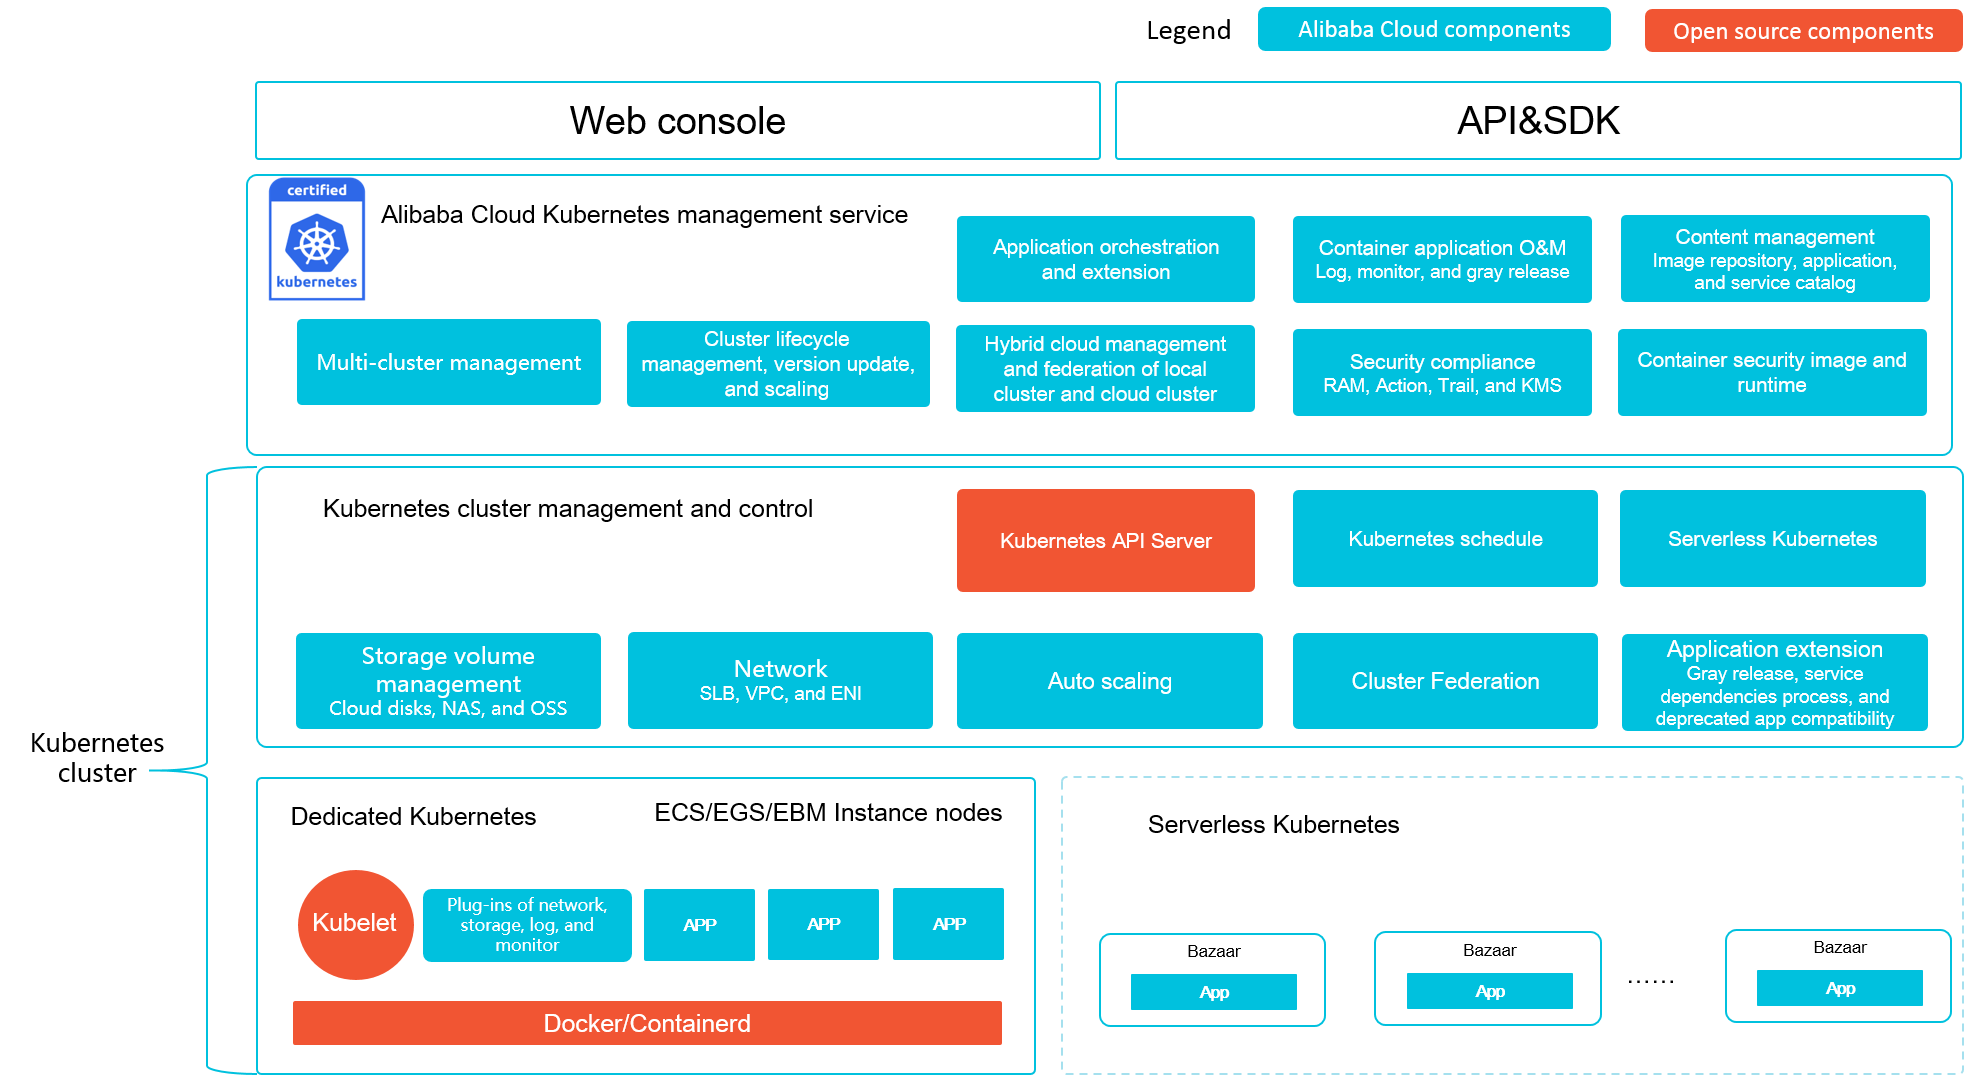 Legend
Alibaba Cloud components
Open source components
Web console
API&SDK
certified
kubernetes
Alibaba Cloud Kubernetes management service
Application orchestration
and extension
Container application O&M
Log, monitor, and gray release
Content management
Image repository, application,
and service catalog
Multi-cluster management
Cluster lifecycle
management, version update,
and scaling
Hybrid cloud management
and federation of local
cluster and cloud cluster
Security compliance
RAM, Action, Trail, and KMS
Container security image and
runtime
Kubernetes cluster management and control
Kubernetes API Server
Kubernetes schedule
Serverless Kubernetes
Storage volume
management
Cloud disks, NAS, and OSS
Network
SLB, VPC, and ENI
Auto scaling
Cluster Federation
Application extension
Gray release, service
dependencies process, and
deprecated app compatibility
Kubernetes
cluster
Dedicated Kubernetes
ECS/EGS/EBM Instance nodes
Kubelet
Plug-ins of network,
storage, log, and
monitor
APP
APP
APP
Docker/Containerd
Serverless Kubernetes
Bazaar
App
Bazaar
App
......
Bazaar
App